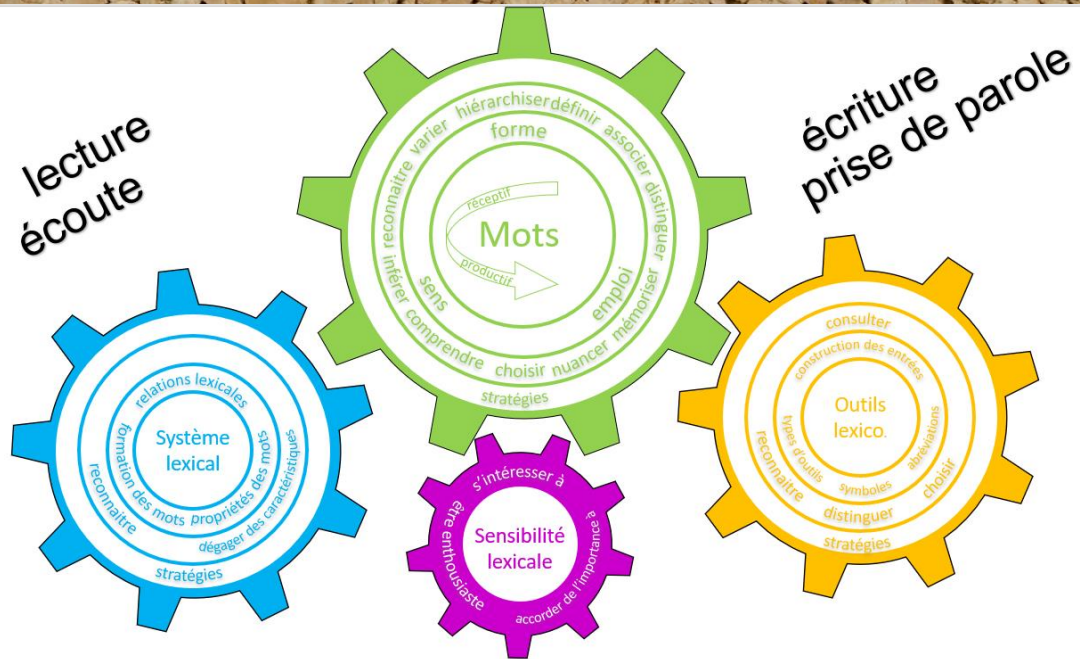 lecture
écoute
écriture
prise de parole
inférer reconnaitre varier hiérarchiser définir associer distinguer
comprendre choisir nuancer mémoriser
stratégies
forme
sens
emploi
réceptif
Mots
productif
relations lexicales
formation des mots
propriétés des mots
reconnaitre
dégager des caractéristiques
stratégies
Système
lexical
s'intéresser à
être enthousiaste
accorder de l'importance à
Sensibilité
lexicale
consulter
construction des entrées
types d'outils
symboles
abréviations
reconnaitre
distinguer
choisir
stratégies
Outils
lexico.